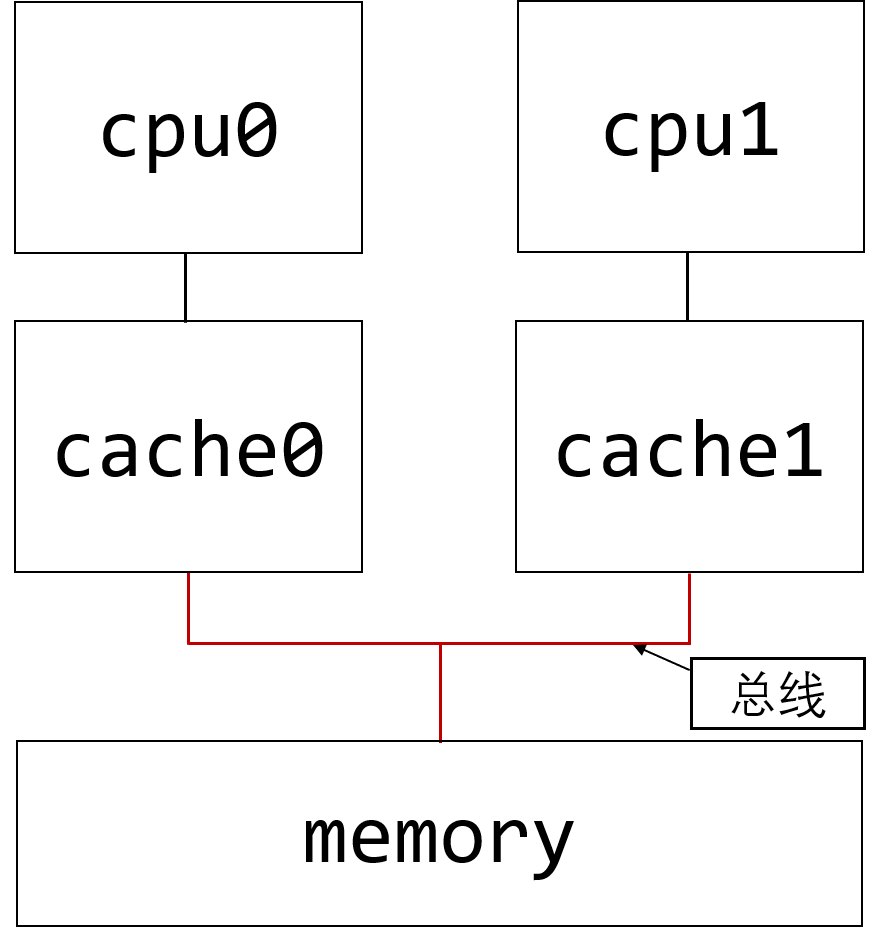 cpu0
cpu1
cache0
cache1
总线
memory